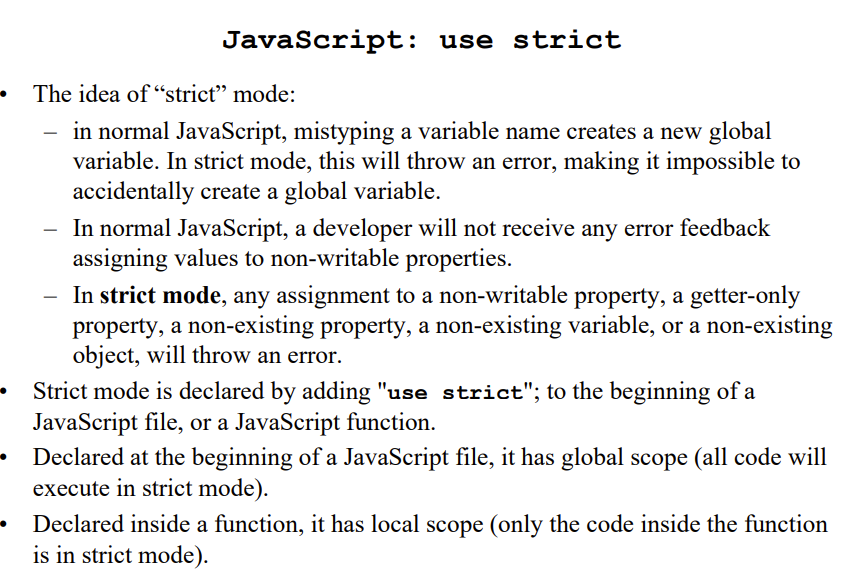 JavaScript: use strict
• The idea of “strict” mode:
– in normal JavaScript, mistyping a variable name creates a new global
variable. In strict mode, this will throw an error, making it impossible to
accidentally create a global variable.
– In normal JavaScript, a developer will not receive any error feedback
assigning values to non-writable properties.
– In strict mode, any assignment to a non-writable property, a getter-only
property, a non-existing property, a non-existing variable, or a non-existing
object, will throw an error.
• Strict mode is declared by adding "use strict"; to the beginning of a
JavaScript file, or a JavaScript function.
• Declared at the beginning of a JavaScript file, it has global scope (all code will
execute in strict mode).
• Declared inside a function, it has local scope (only the code inside the function
is in strict mode).